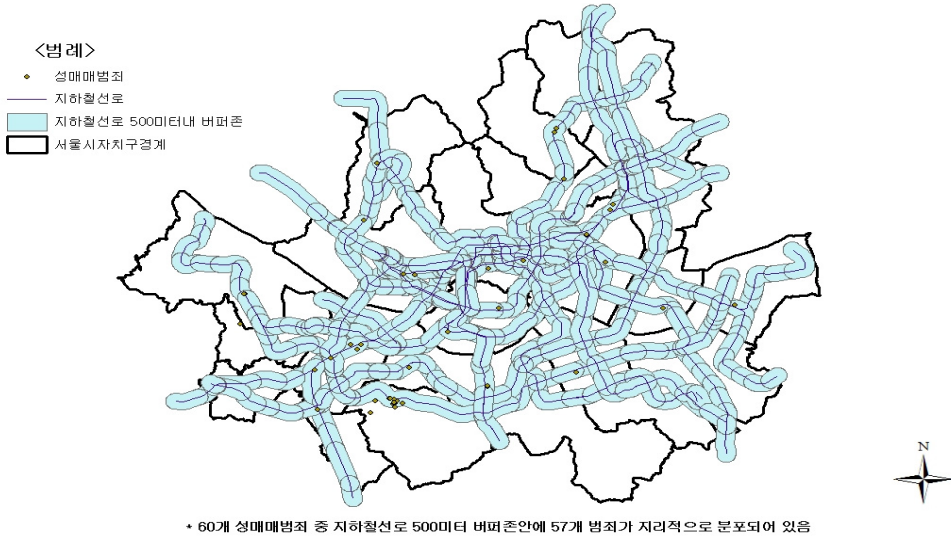 <범례>
성매매범죄
지하철선로
지하철선로 500미터내 버퍼존
서울시자치구경계
N
* 60개 성매매범죄 중 지하철선로 500미터 버퍼존안에 57개 범죄가 지리적으로 분포되어 있음